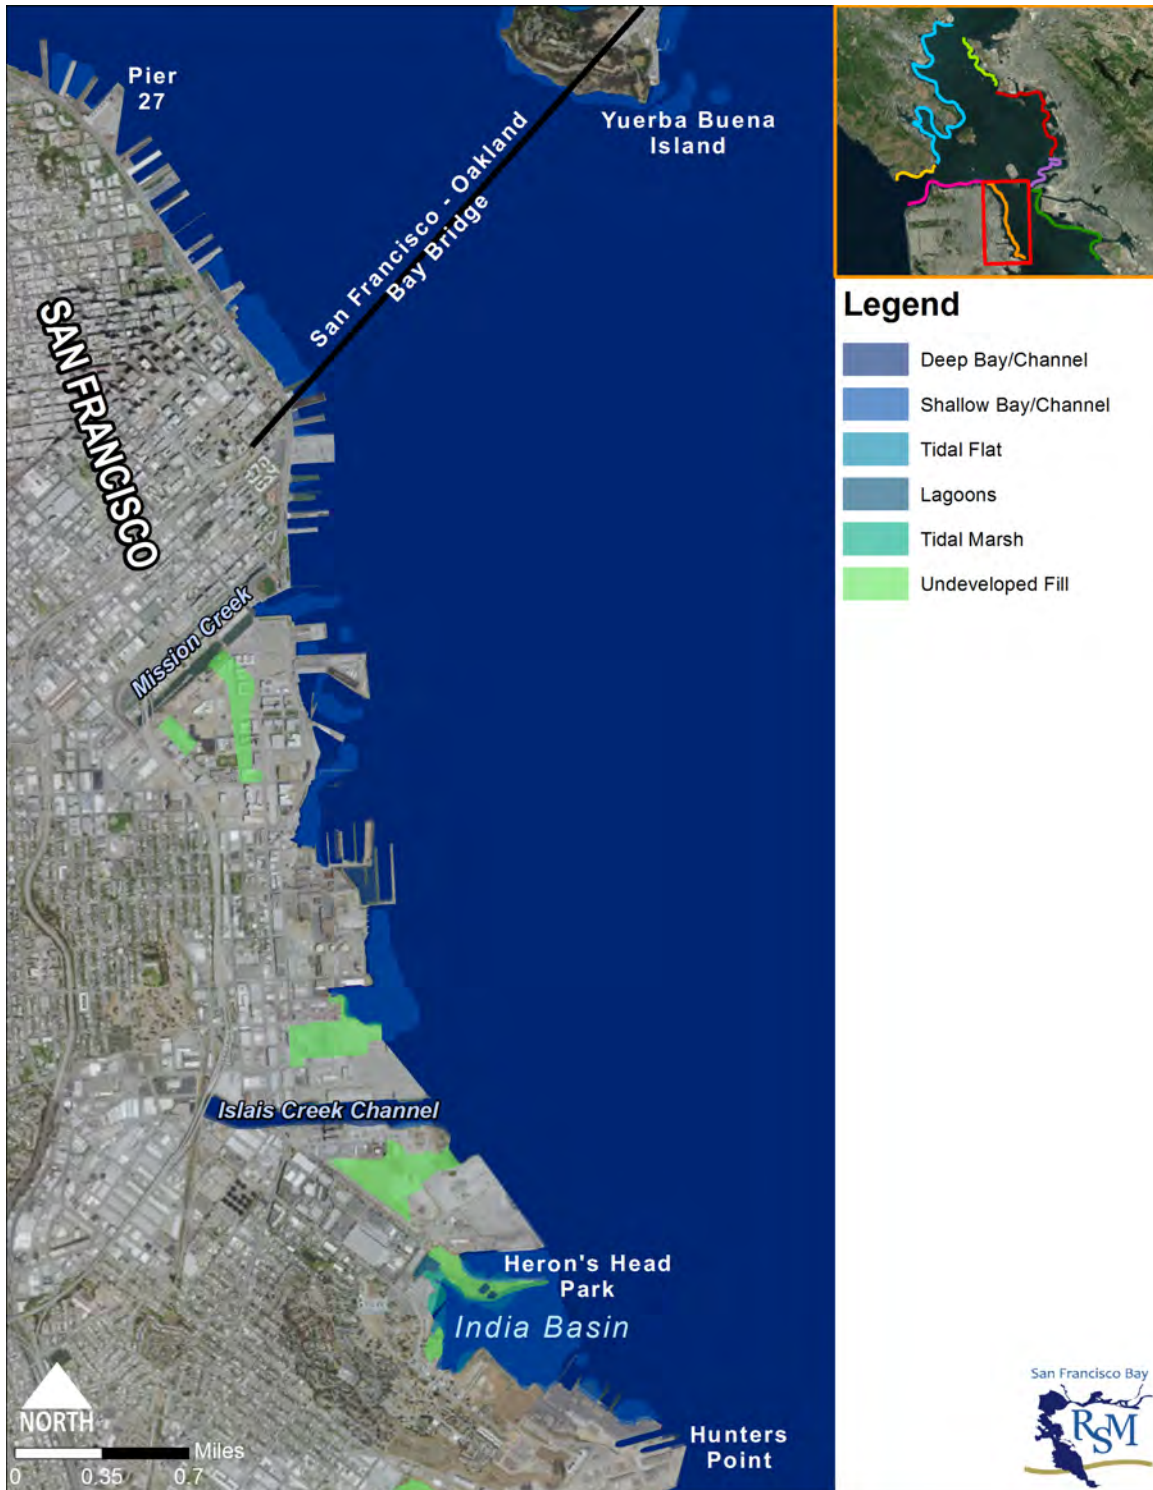 Pier
27
Yuerba Buena
Island
San Francisco - Oakland
Bay Bridge
SAN FRANCISCO
Mission Creek
Islais Creek Channel
Heron's Head
Park
India Basin
Hunters
Point
NORTH
Miles
0 0.35 0.7
Legend
Deep Bay/Channel
Shallow Bay/Channel
Tidal Flat
Lagoons
Tidal Marsh
Undeveloped Fill
San Francisco Bay
RSM